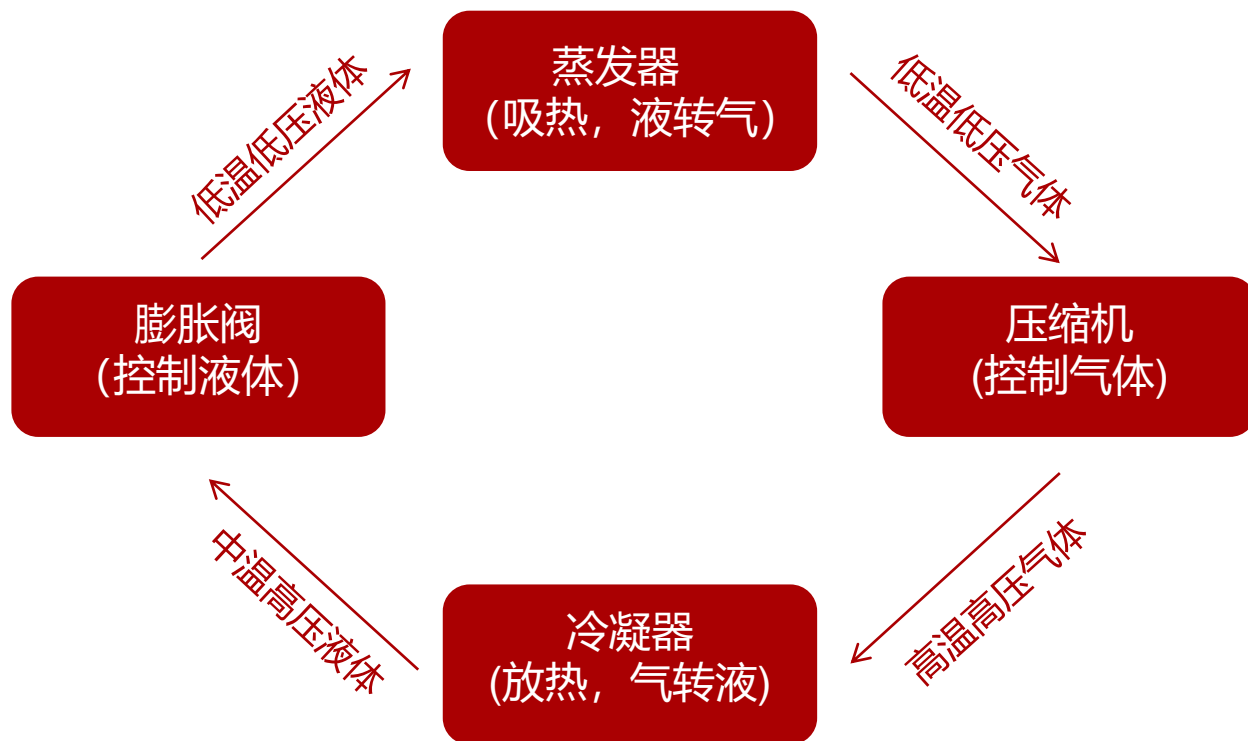 蒸发器
（吸热，液转气）
低温低压液体
低温低压气体
膨胀阀
（控制液体）
压缩机
(控制气体)
中温高压液体
高温高压气体
冷凝器
(放热，气转液)